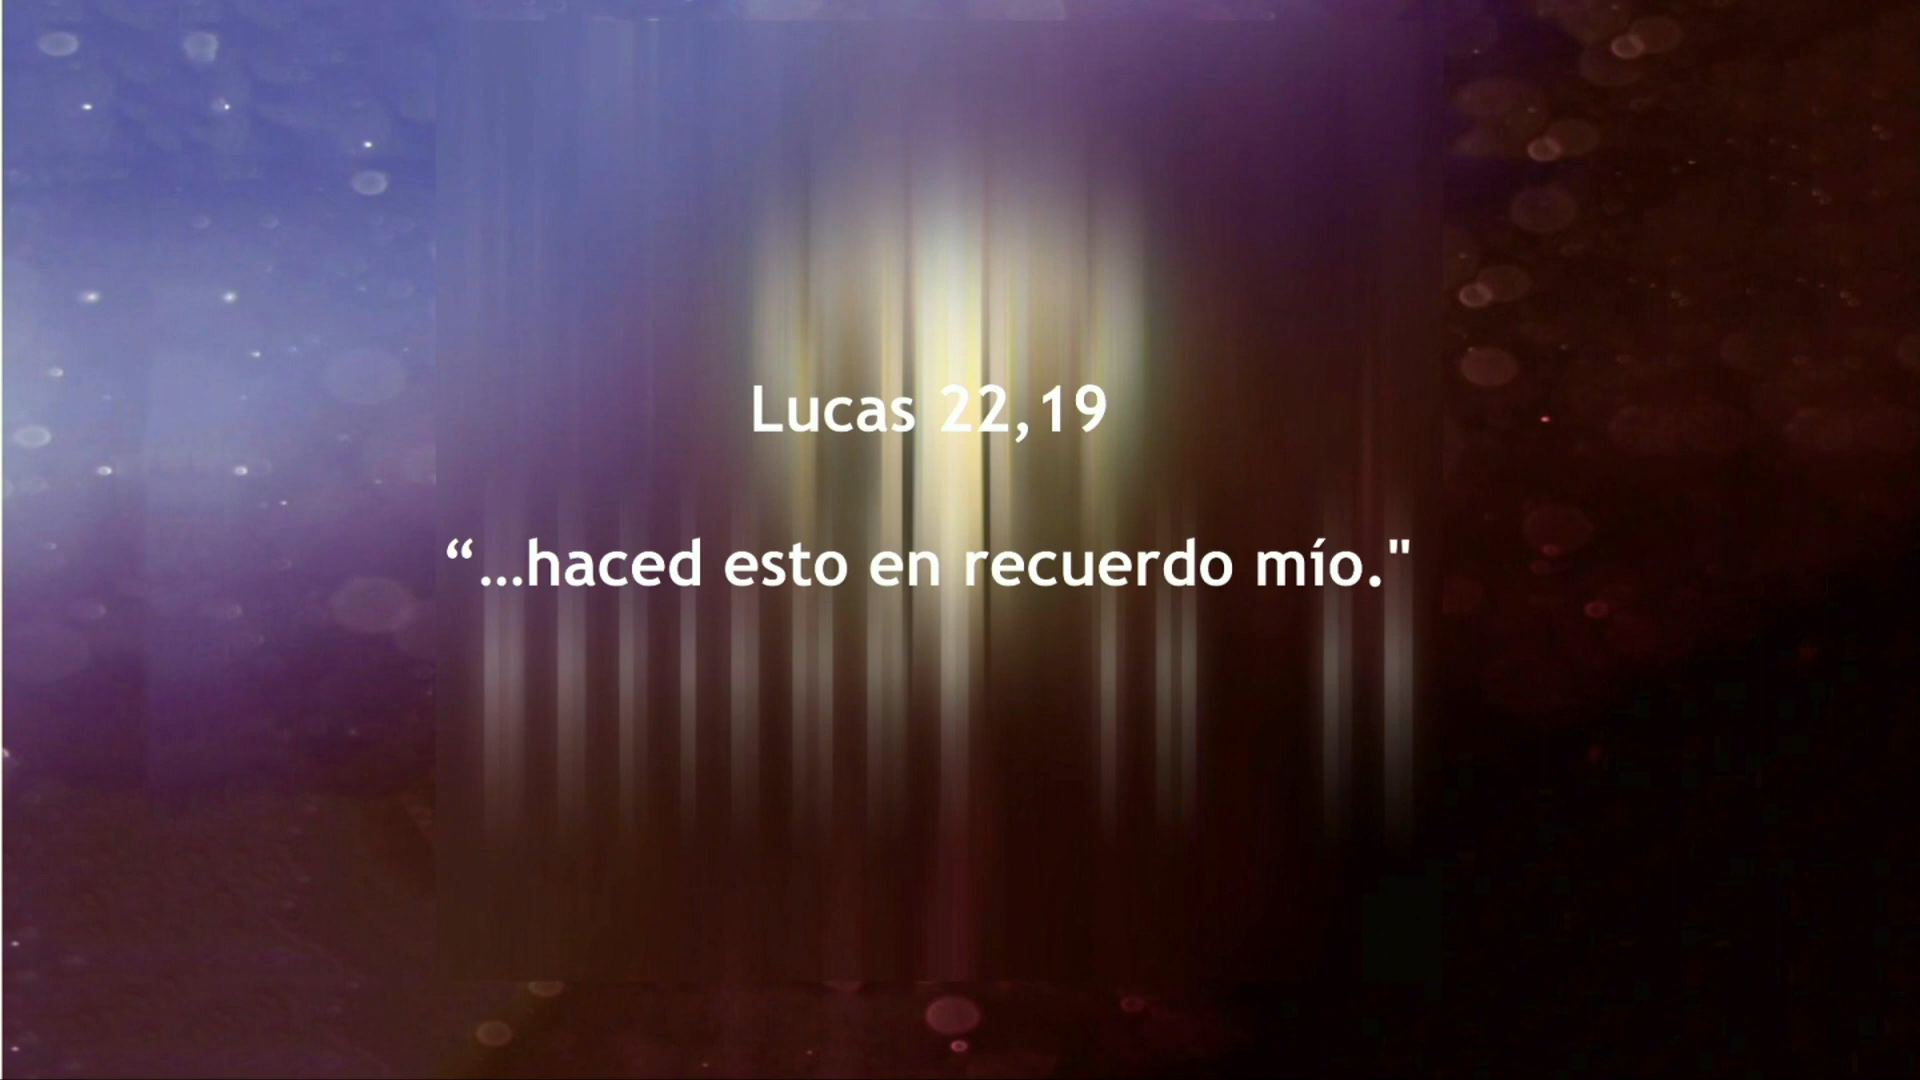 Lucas 22,19
“…haced esto en recuerdo mío."